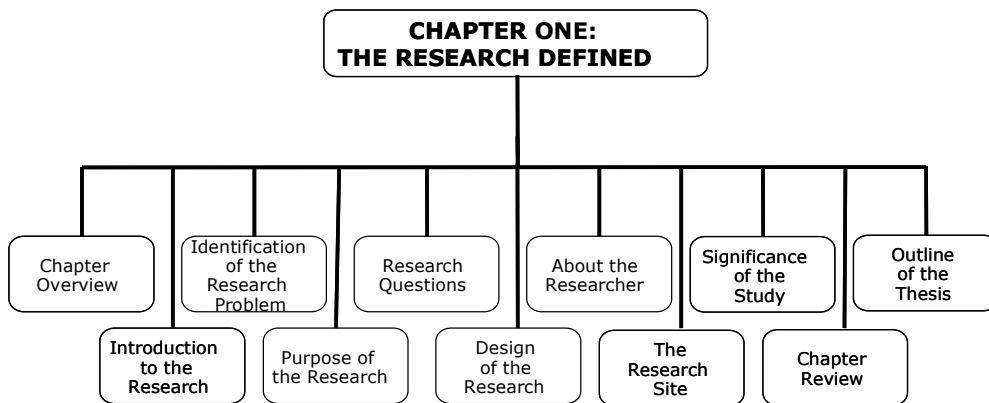 CHAPTER ONE:
THE RESEARCH DEFINED
Chapter
Overview
Identification
of the
Research
Problem
Research
Questions
About the
Researcher
Significance
of the
Study
Outline
of the
Thesis
Introduction
to the
Research
Purpose of
the Research
Design
of the
Research
The
Research
Site
Chapter
Review